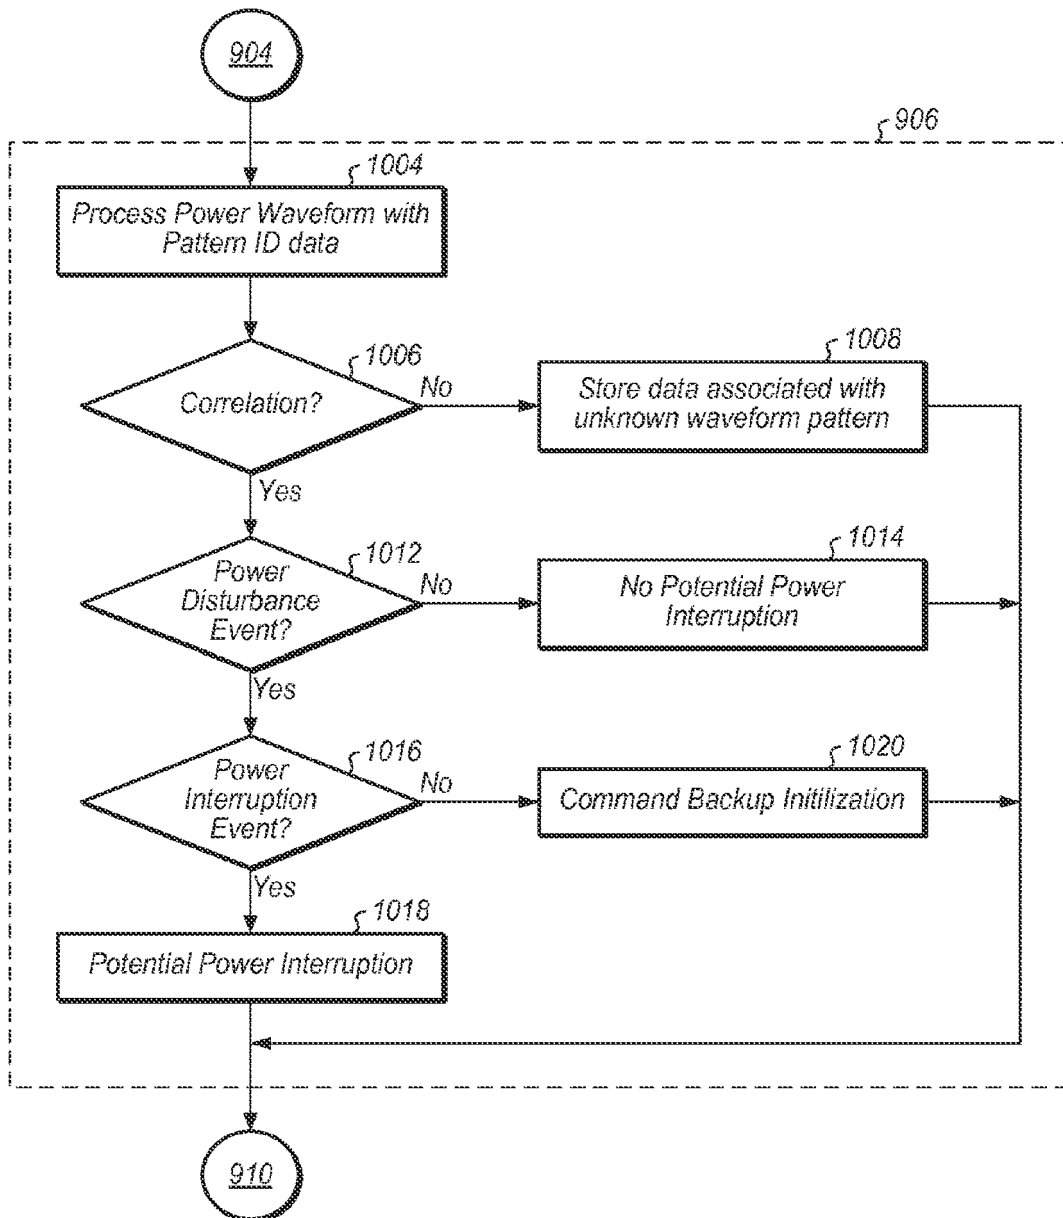 904
906
1004
Process Power Waveform with
Pattern ID data
1006
Correlation?
No
Yes
1008
Store data associated with
unknown waveform pattern
1012
Power
Disturbance
Event?
No
Yes
1014
No Potential Power
Interruption
1016
Power
Interruption
Event?
No
Yes
1020
Command Backup Initilization
1018
Potential Power Interruption
910